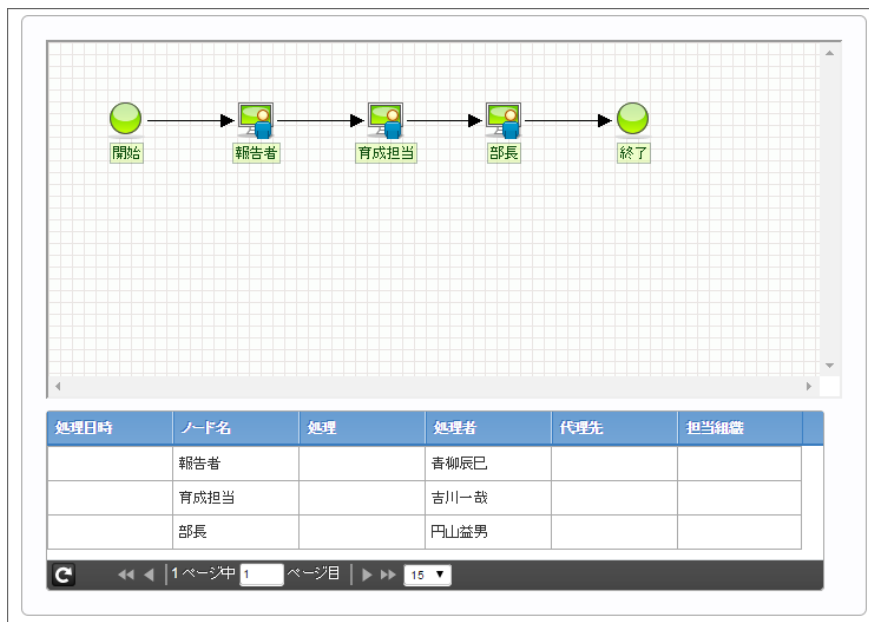 開始 報告者 育成担当 部長 終了
処理日時 ノード名 処理 処理者 代理先 担当組織
報告者 青柳辰巳
育成担当 吉川一哉
部長 円山益男
1 ページ中 1 ページ目 15